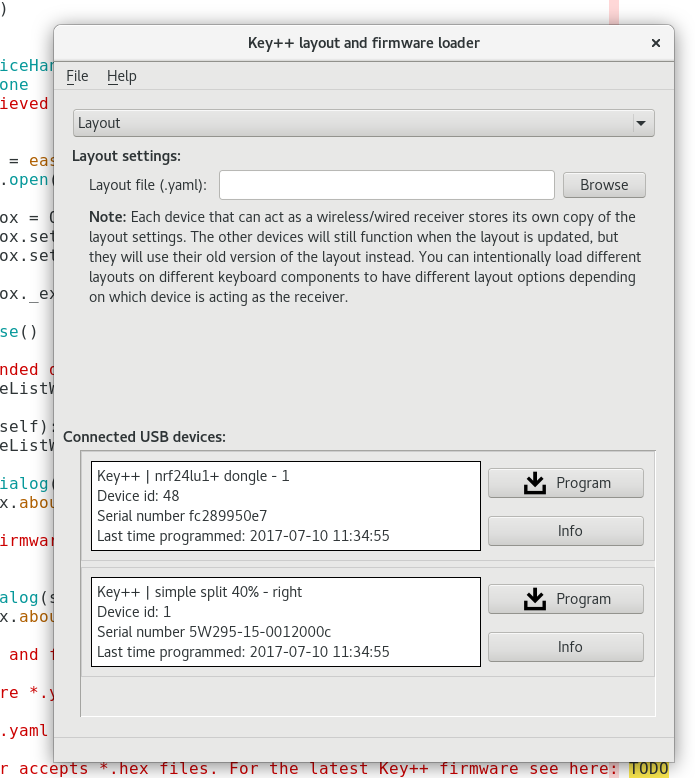 )
Key++ layout and firmware loader
File Help
iceHan
one
ieved
Layout
Layout settings:
= eas
.open(
Layout file (.yaml): Browse
ox = Q
ox.set
ox.set
Note: Each device that can act as a wireless/wired receiver stores its own copy of the
layout settings. The other devices will still function when the layout is updated, but
they will use their old version of the layout instead. You can intentionally load different
layouts on different keyboard components to have different layout options depending
on which device is acting as the receiver.
ox._ex
se()
nded d
eListW
self):
eListW
Connected USB devices:
Key++ | nrf24lu1+ dongle - 1
Device id: 48
Serial number fc289950e7
Last time programmed: 2017-07-10 11:34:55
Program
Info
ialog(
x.abou
irmwar
Key++ | simple split 40% - right
Device id: 1
Serial number 5W295-15-0012000c
Last time programmed: 2017-07-10 11:34:55
Program
Info
alog(s
x.abou
and f
re *.y
.yaml
r accepts *.hex files. For the latest Key++ firmware see here: TODO